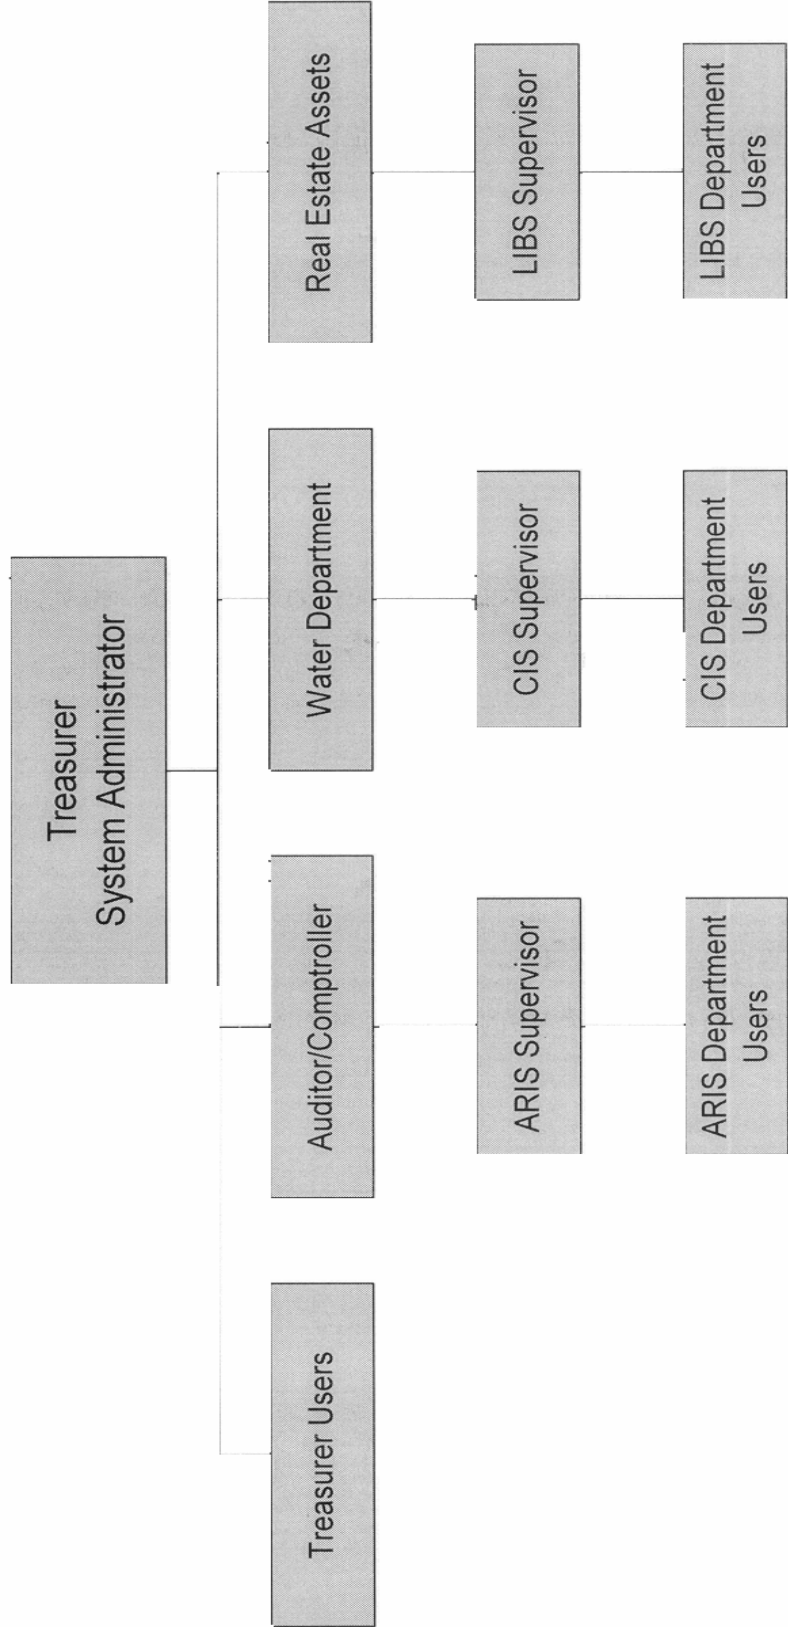 Treasurer
System Administrator
Treasurer Users
Auditor/Comptroller
Water Department
Real Estate Assets
ARIS Supervisor
CIS Supervisor
LIBS Supervisor
ARIS Department
Users
CIS Department
Users
LIBS Department
Users